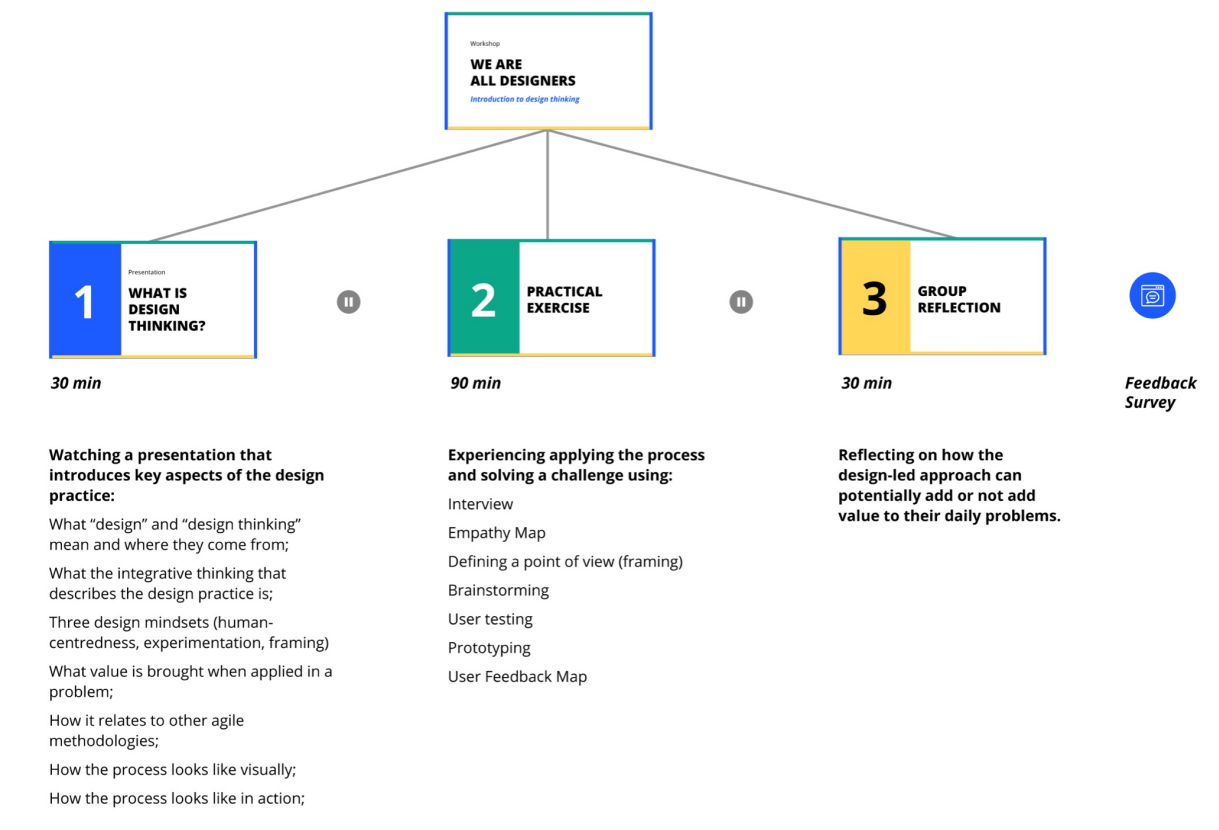 Workshop
WE ARE
ALL DESIGNERS
Introduction to design thinking
1
Presentation
WHAT IS
DESIGN
THINKING?
2
PRACTICAL
EXERCISE
3
GROUP
REFLECTION
30 min
90 min
30 min
Feedback
Survey
Watching a presentation that
introduces key aspects of the design
practice:
What “design” and “design thinking”
mean and where they come from;
What the integrative thinking that
describes the design practice is;
Three design mindsets (human-
centredness, experimentation, framing)
What value is brought when applied in a
problem;
How it relates to other agile
methodologies;
How the process looks like visually;
How the process looks like in action;
Experiencing applying the process
and solving a challenge using:
Interview
Empathy Map
Defining a point of view (framing)
Brainstorming
User testing
Prototyping
User Feedback Map
Reflecting on how the
design-led approach can
potentially add or not add
value to their daily problems.